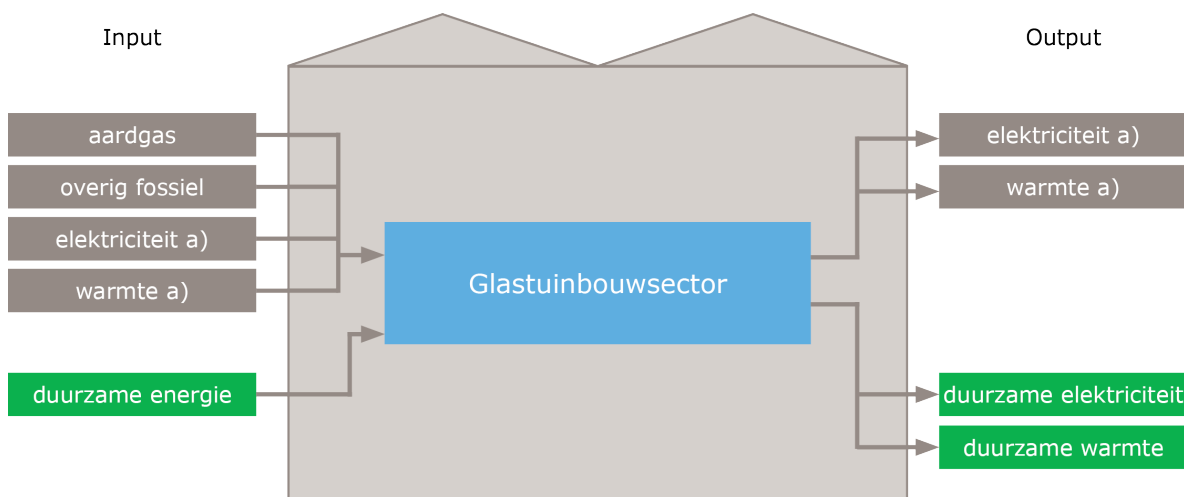 Input
Output
aardgas
overig fossiel
elektriciteit a)
warmte a)
duurzame energie
Glastuinbouwsector
elektriciteit a)
warmte a)
duurzame elektriciteit
duurzame warmte